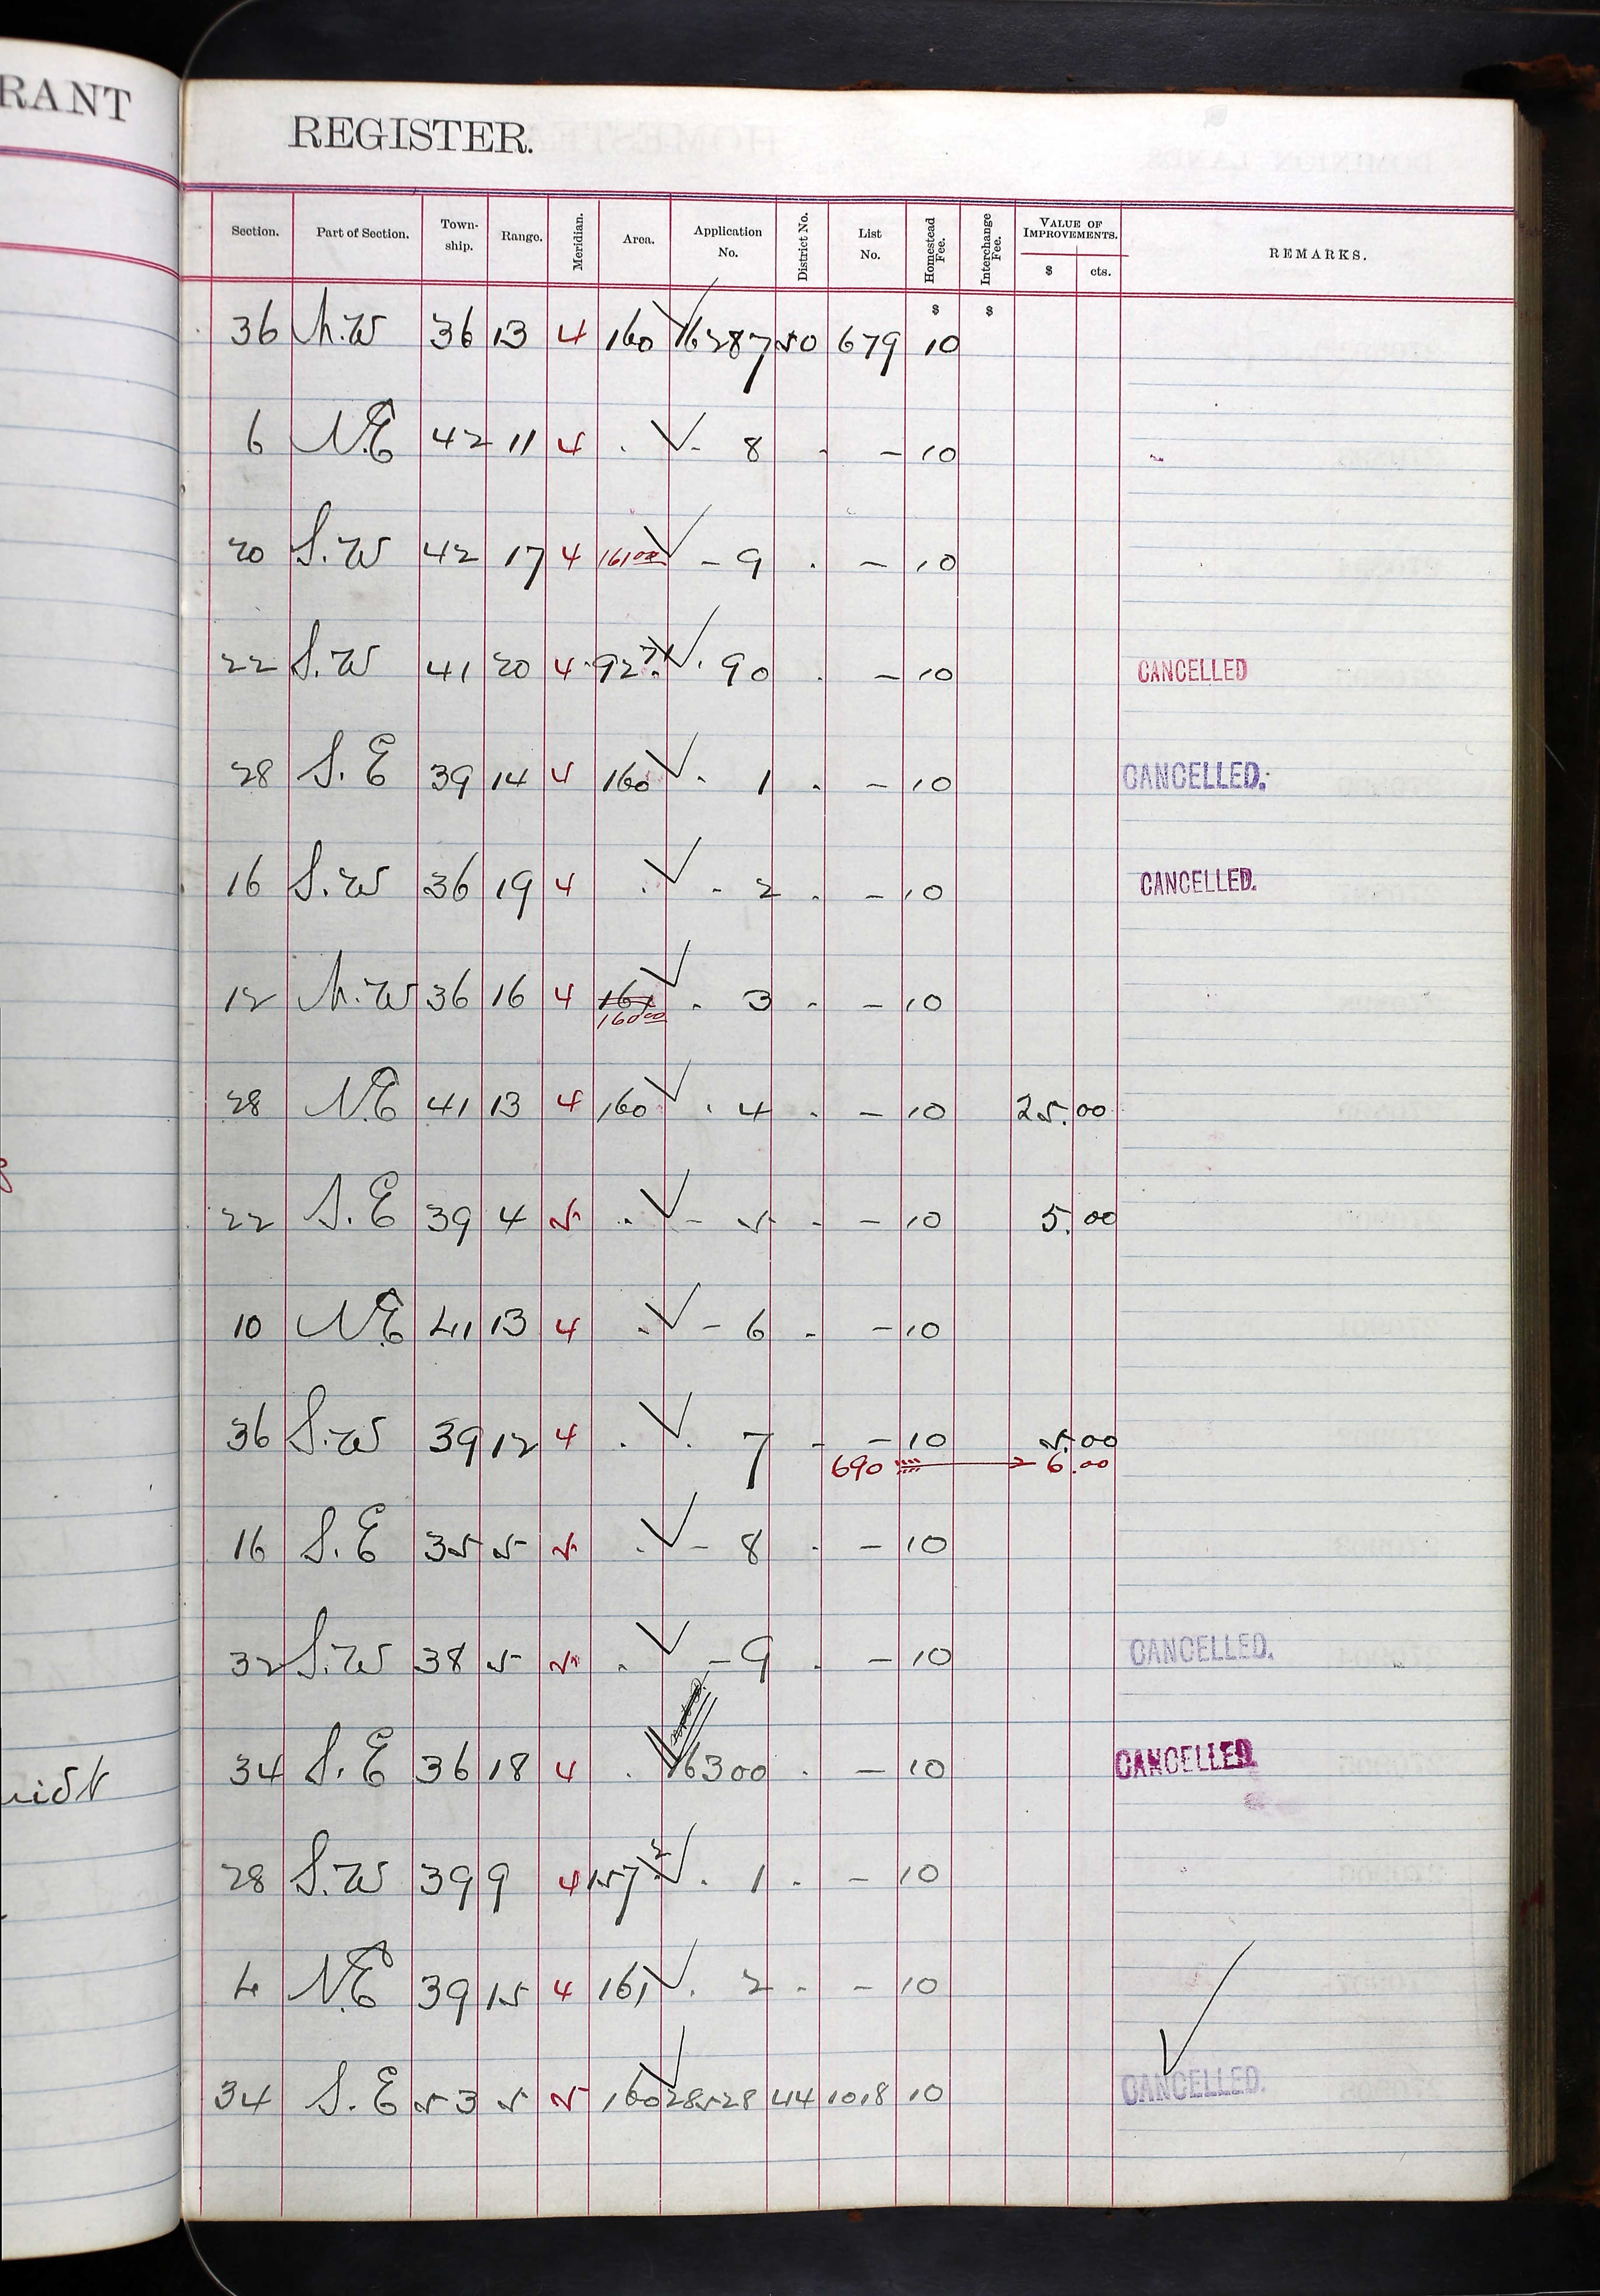 RANT
REGISTER.
Section. Part of Section. Town-ship. Range. Meridian. Area. Application No. District No. List No. Homestead Fee. Interchange Fee. VALUE OF IMPROVEMENTS. $ cts. REMARKS.
$ $
36 N.W 36 13 4 160 16287 50 679 10
6 N.E 42 11 4 . - 8 - - 10
20 S.W 42 17 4 161 00 - 9 . - 10
22 S.W 41 20 4 92 . 90 . - 10 CANCELLED
28 S.E 39 14 4 160 . 1 . - 10 CANCELLED.
16 S.W 36 19 4 . - 2 . - 10 CANCELLED.
12 N.W 36 16 4 161 . 3 - - 10
160 00
28 N.E 41 13 4 160 . 4 . - 10 25.00
22 S.E 39 4 5 . - 5 - - 10 5.00
10 N.E 41 13 4 . - 6 - - 10
36 S.W 39 12 4 . . 7 - - 10 5.00
690 6.00
16 S.E 35 5 5 . - 8 . - 10
32 S.W 38 5 5 . - 9 . - 10 CANCELLED.
34 S.E 36 18 4 . 16300 . - 10 CANCELLED.
28 S.W 39 9 4 157 . 1 - - 10
4 N.E 39 15 4 161 . 2 - - 10
34 S.E 53 5 5 160 28528 44 1018 10 CANCELLED.